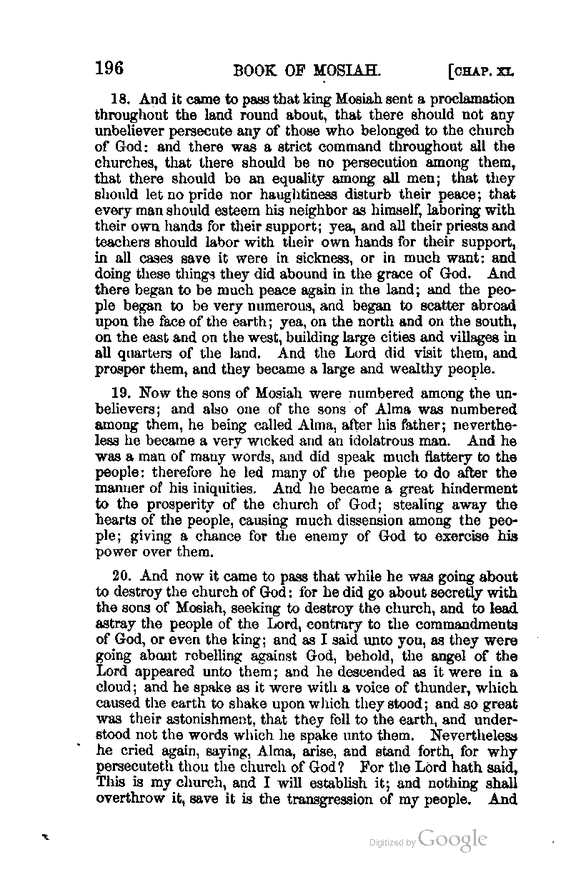 196 BOOK OF MOSIAH. [CHAP. XI.
18. And it came to pass that king Mosiah sent a proclamation
throughout the land round about, that there should not any
unbeliever persecute any of those who belonged to the church
of God: and there was a strict command throughout all the
churches, that there should be no persecution among them,
that there should be an equality among all men; that they
should let no pride nor haughtiness disturb their peace; that
every man should esteem his neighbor as himself, laboring with
their own hands for their support; yea, and all their priests and
teachers should labor with their own hands for their support,
in all cases save it were in sickness, or in much want: and
doing these things they did abound in the grace of God. And
there began to be much peace again in the land; and the peo-
ple began to be very numerous, and began to scatter abroad
upon the face of the earth; yea, on the north and on the south,
on the east and on the west, building large cities and villages in
all quarters of the land. And the Lord did visit them, and
prosper them, and they became a large and wealthy people.
19. Now the sons of Mosiah were numbered among the un-
believers; and also one of the sons of Alma was numbered
among them, he being called Alma, after his father; neverthe-
less he became a very wicked and an idolatrous man. And he
was a man of many words, and did speak much flattery to the
people: therefore he led many of the people to do after the
manner of his iniquities. And he became a great hinderment
to the prosperity of the church of God; stealing away the
hearts of the people, causing much dissension among the peo-
ple; giving a chance for the enemy of God to exercise his
power over them.
20. And now it came to pass that while he was going about
to destroy the church of God: for he did go about secretly with
the sons of Mosiah, seeking to destroy the church, and to lead
astray the people of the Lord, contrary to the commandments
of God, or even the king; and as I said unto you, as they were
going about rebelling against God, behold, the angel of the
Lord appeared unto them; and he descended as it were in a
cloud; and he spake as it were with a voice of thunder, which
caused the earth to shake upon which they stood; and so great
was their astonishment, that they fell to the earth, and under-
stood not the words which he spake unto them. Nevertheless
he cried again, saying, Alma, arise, and stand forth, for why
persecuteth thou the church of God? For the Lord hath said,
This is my church, and I will establish it; and nothing shall
overthrow it, save it is the transgression of my people. And
Digitized by Google